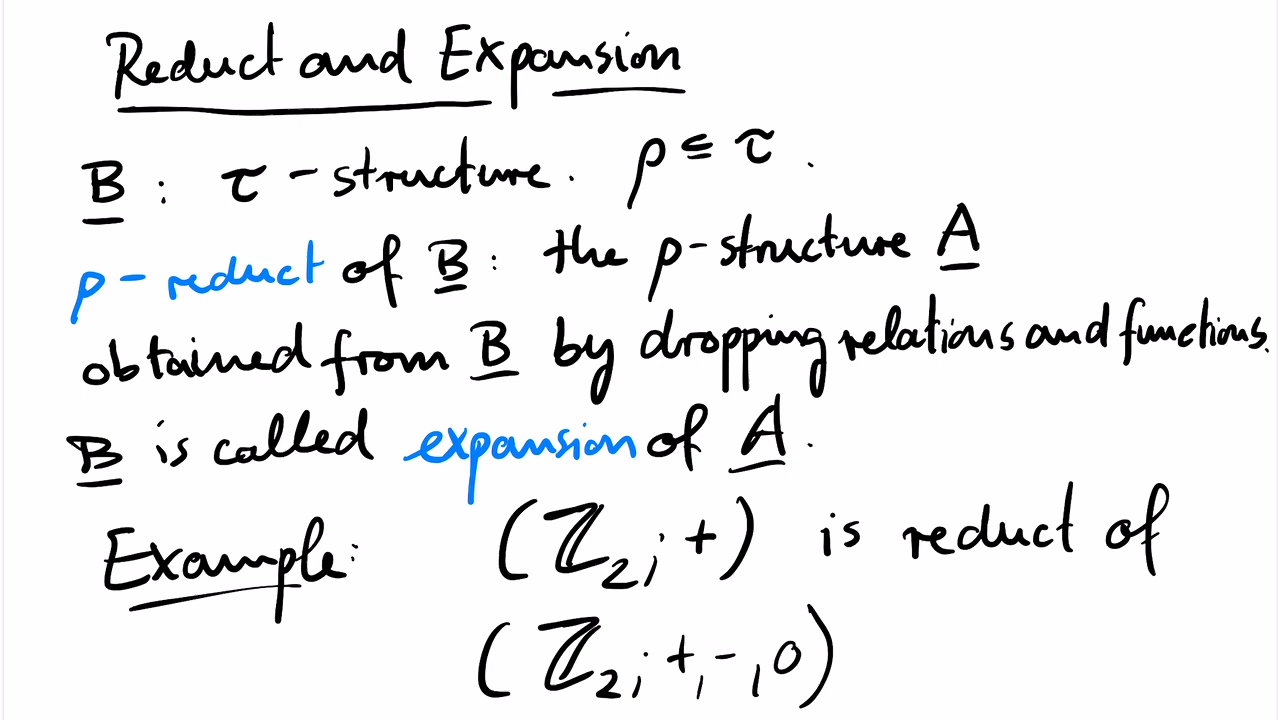 Reduct and Expansion
B : τ - structure. ρ ⊆ τ .
ρ - reduct of B : the ρ-structure A
obtained from B by dropping relations and functions.
B is called expansion of A .
Example: (ℤ₂; +) is reduct of
(ℤ₂; +, -, 0)